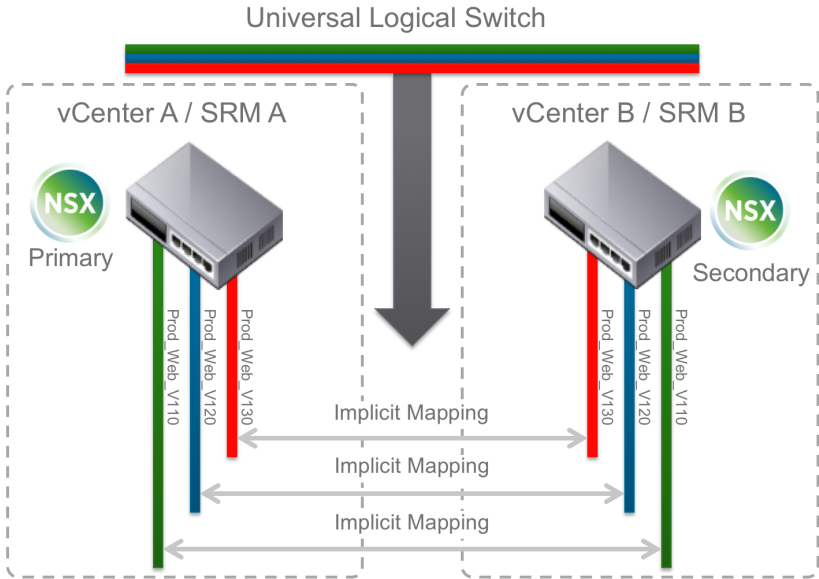 Universal Logical Switch
vCenter A / SRM A
vCenter B / SRM B
NSX
Primary
NSX
Secondary
Prod_Web_V110
Prod_Web_V120
Prod_Web_V130
Prod_Web_V130
Prod_Web_V120
Prod_Web_V110
Implicit Mapping
Implicit Mapping
Implicit Mapping